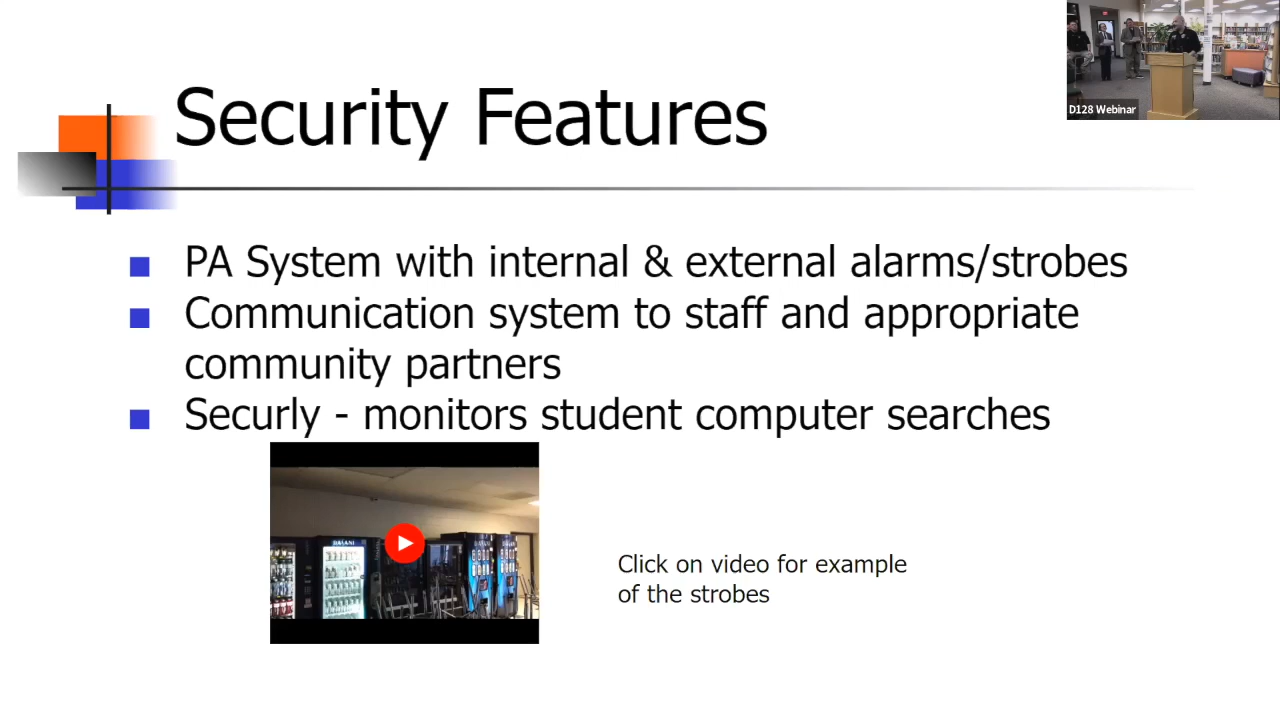 Security Features
D128 Webinar
PA System with internal & external alarms/strobes
Communication system to staff and appropriate
community partners
Securly - monitors student computer searches
DASANI
Click on video for example
of the strobes